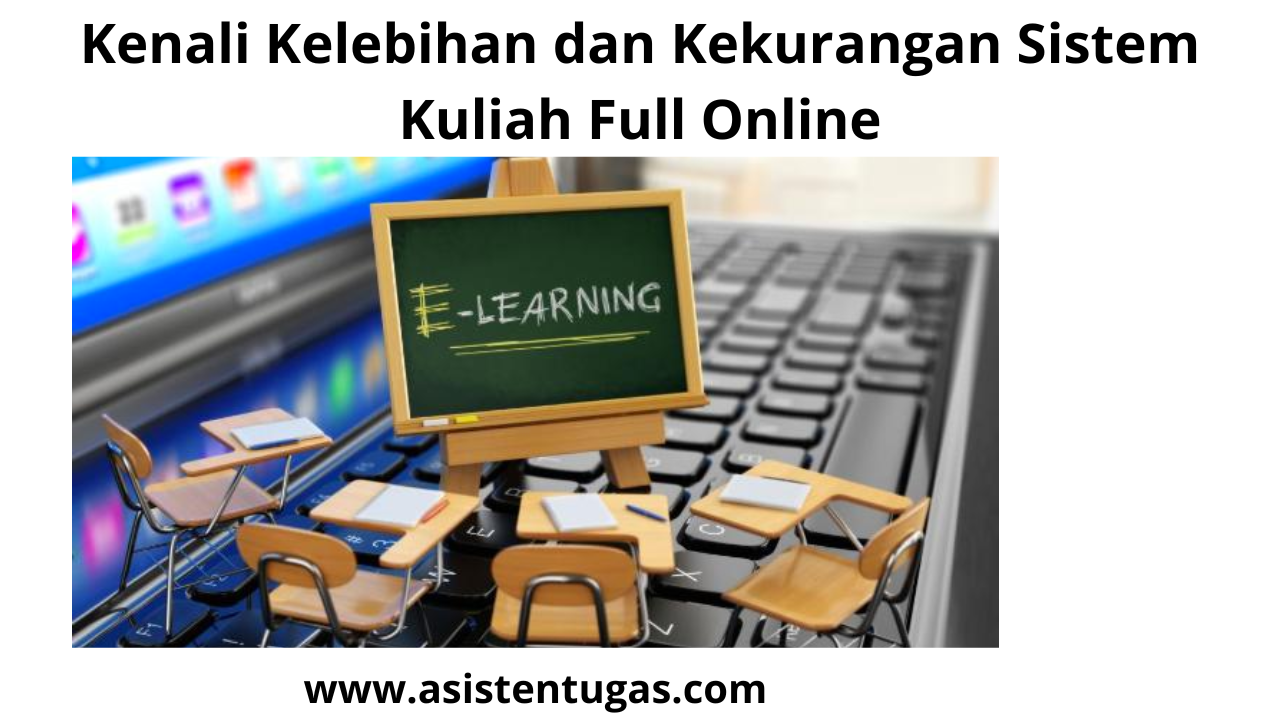 Kenali Kelebihan dan Kekurangan Sistem
Kuliah Full Online
E-LEARNING
www.asistentugas.com